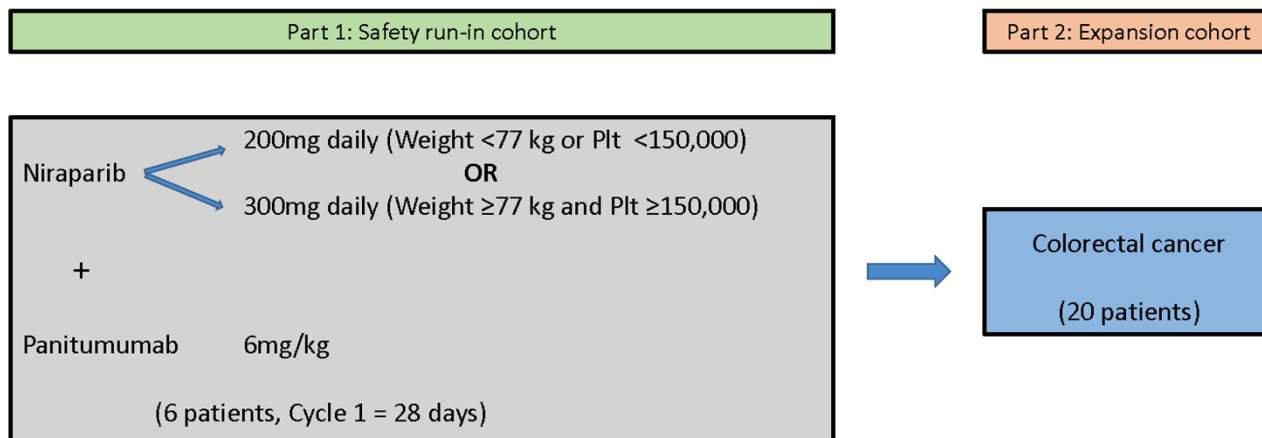 Part 1: Safety run-in cohort
Part 2: Expansion cohort
200mg daily (Weight <77 kg or Plt <150,000)
Niraparib
OR
300mg daily (Weight ≥77 kg and Plt ≥150,000)
+
Panitumumab 6mg/kg
(6 patients, Cycle 1 = 28 days)
Colorectal cancer
(20 patients)